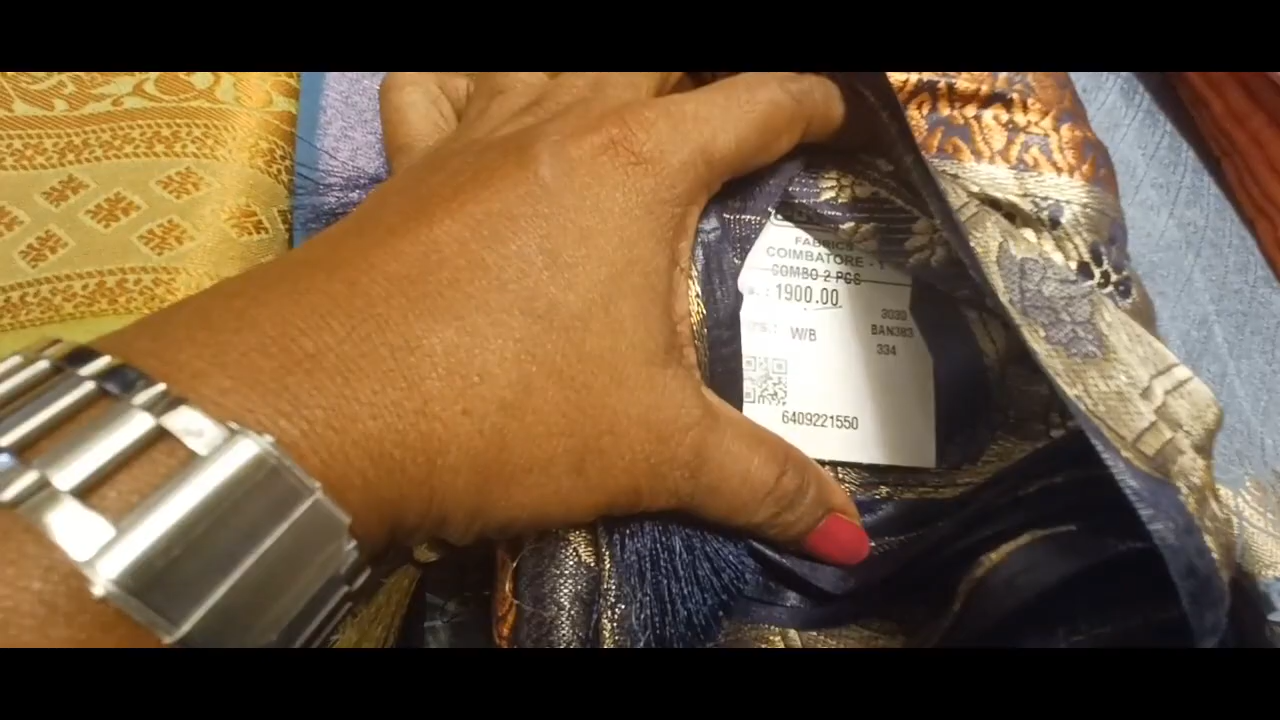 FABRICS
COIMBATORE - 1
COMBO 2 PCS
: 1900.00
3030
W/B
BAN383
334
6409221550